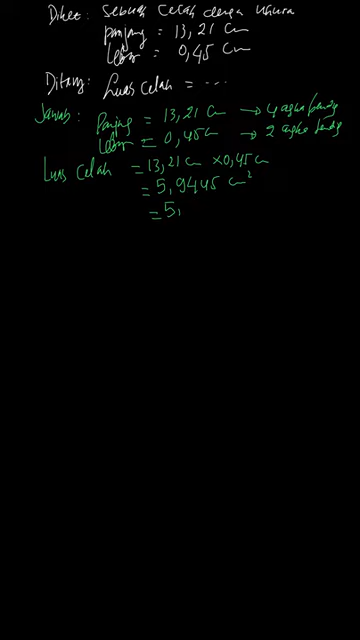 Diket : Sebuah Celah dengan Ukuran
Panjang = 13,21 cm
lebar = 0,45 cm
Ditany : Luas Celah = ...
Jawab : Panjang = 13,21 cm → 4 angka penting
lebar = 0,45 cm → 2 angka penting
Luas Celah = 13,21 cm x 0,45 cm
= 5,9445 cm²
= 5,